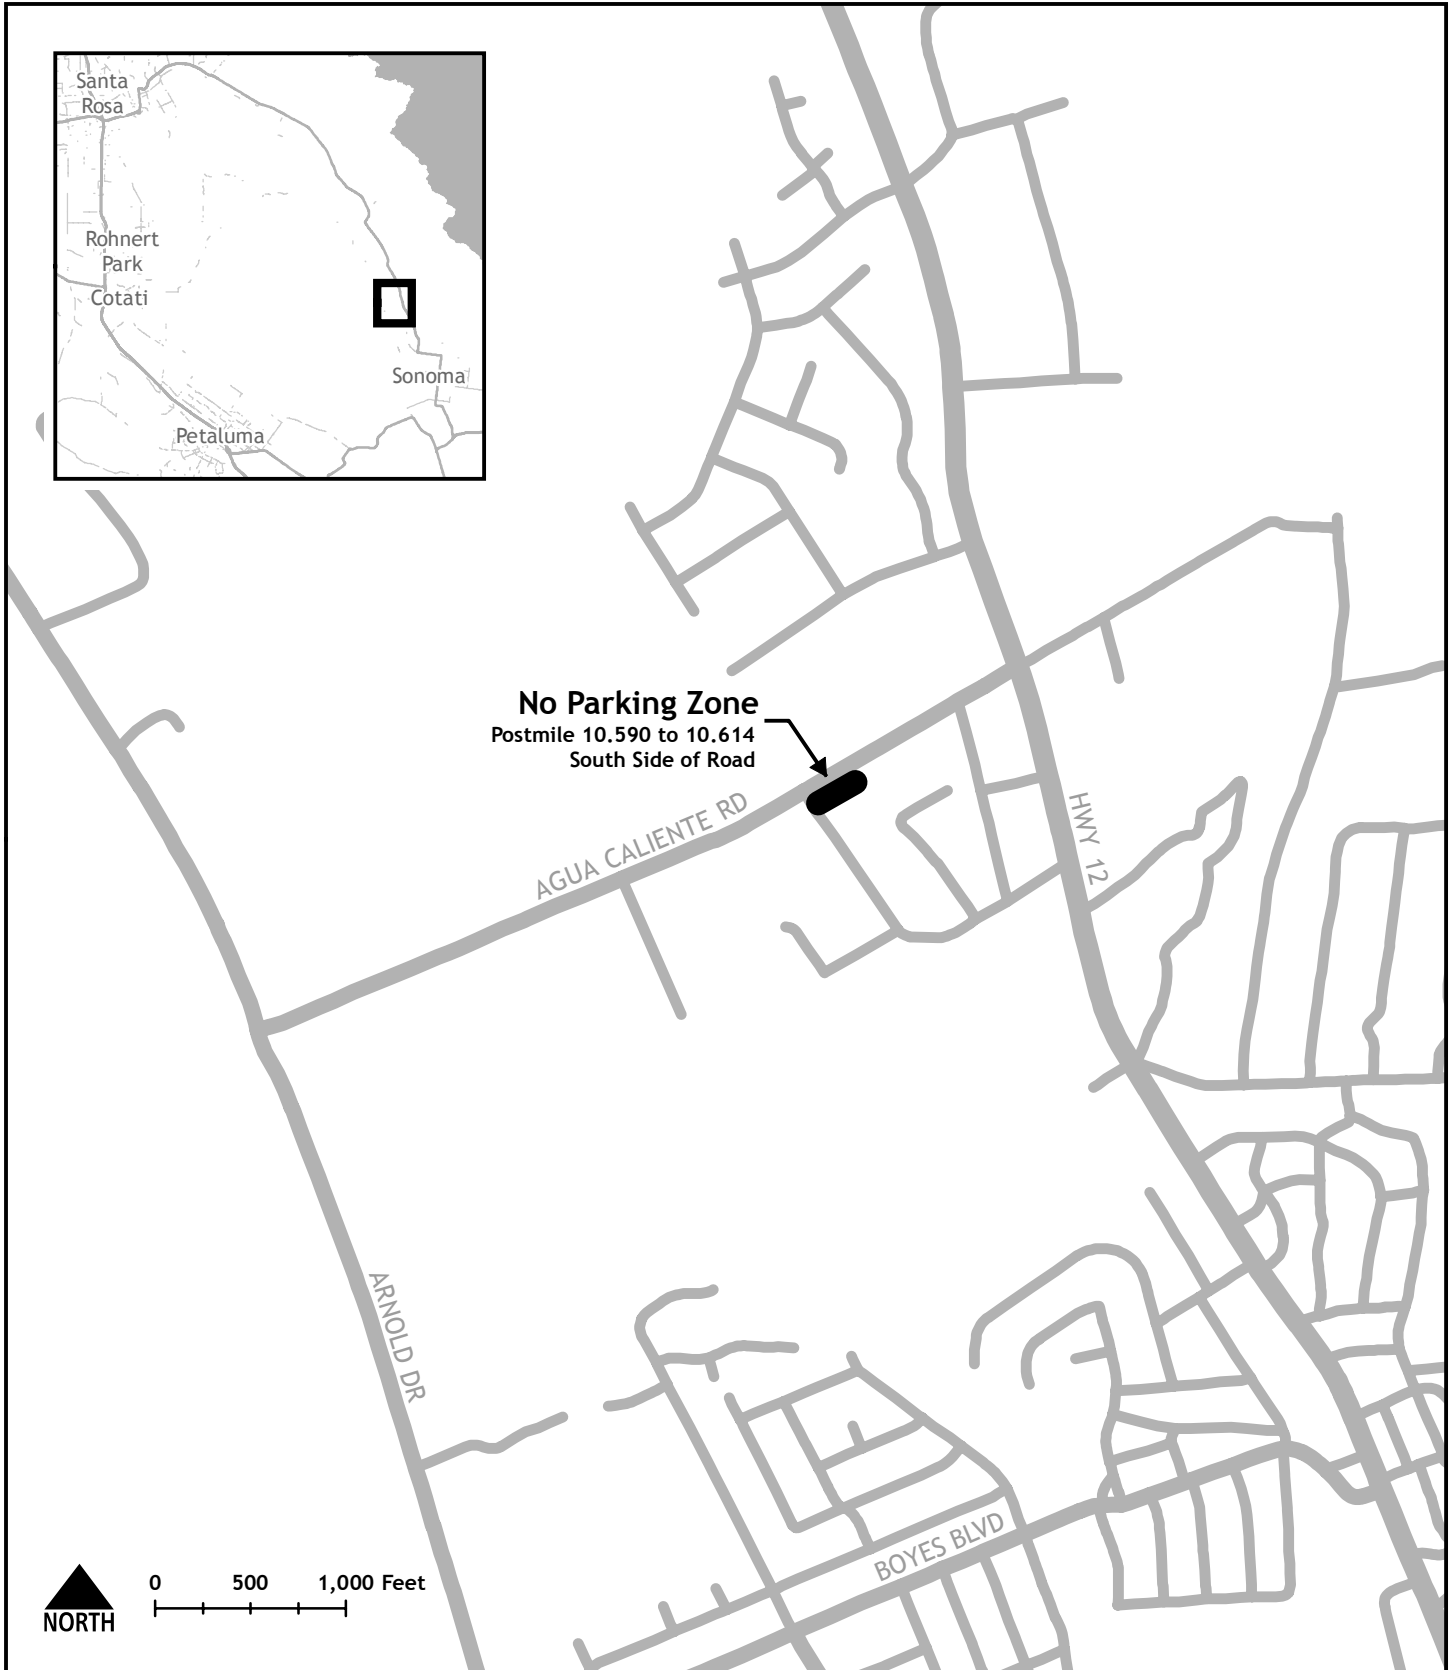 Santa
Rosa
Rohnert
Park
Cotati
Sonoma
Petaluma
No Parking Zone
Postmile 10.590 to 10.614
South Side of Road
AGUA CALIENTE RD
HWY 12
ARNOLD DR
BOYES BLVD
0 500 1,000 Feet
NORTH